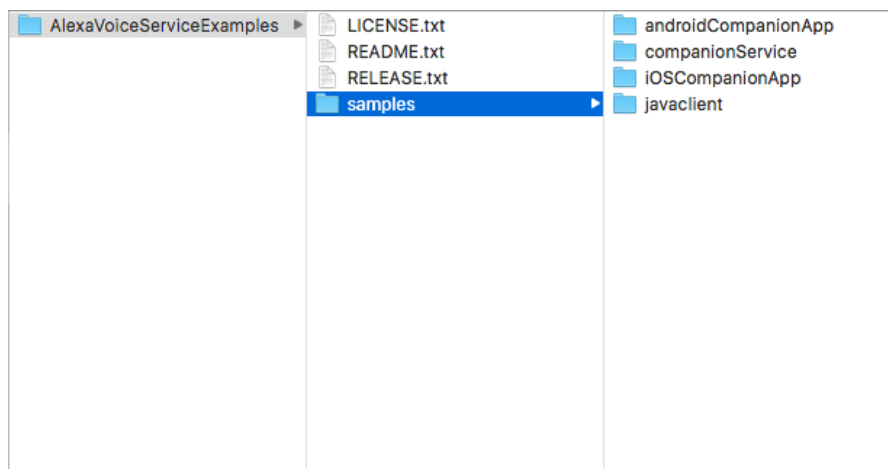 AlexaVoiceServiceExamples
LICENSE.txt
README.txt
RELEASE.txt
samples
androidCompanionApp
companionService
iOSCompanionApp
javaclient